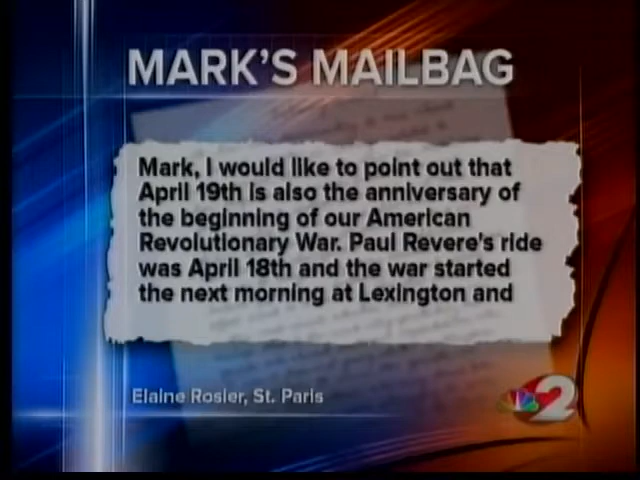 MARK'S MAILBAG
Mark, I would like to point out that
April 19th is also the anniversary of
the beginning of our American
Revolutionary War. Paul Revere's ride
was April 18th and the war started
the next morning at Lexington and
Elaine Rosier, St. Paris
2